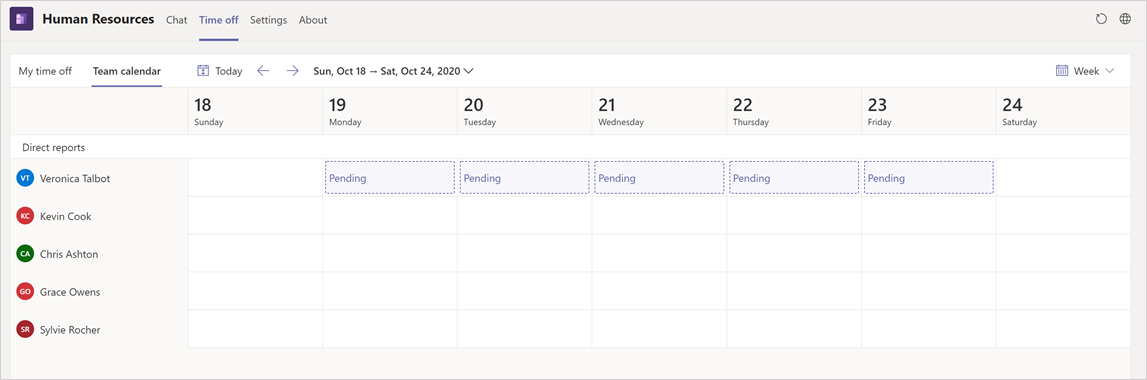 Human Resources Chat Time off Settings About
My time off Team calendar Today Sun, Oct 18 → Sat, Oct 24, 2020 Week
18 19 20 21 22 23 24
Sunday Monday Tuesday Wednesday Thursday Friday Saturday
Direct reports
VT Veronica Talbot Pending Pending Pending Pending Pending
KC Kevin Cook
CA Chris Ashton
GO Grace Owens
SR Sylvie Rocher